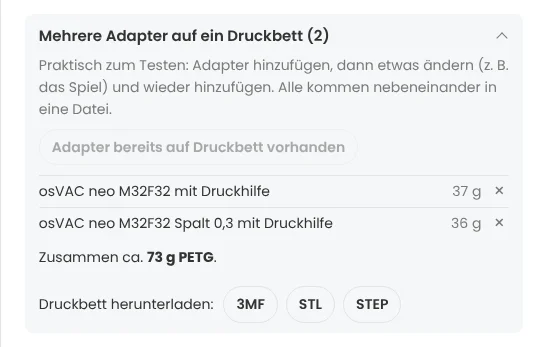 Mehrere Adapter auf ein Druckbett (2)
Praktisch zum Testen: Adapter hinzufügen, dann etwas ändern (z. B.
das Spiel) und wieder hinzufügen. Alle kommen nebeneinander in
eine Datei.
Adapter bereits auf Druckbett vorhanden
osVAC neo M32F32 mit Druckhilfe 37 g ×
osVAC neo M32F32 Spalt 0,3 mit Druckhilfe 36 g ×
Zusammen ca. 73 g PETG.
Druckbett herunterladen: 3MF STL STEP